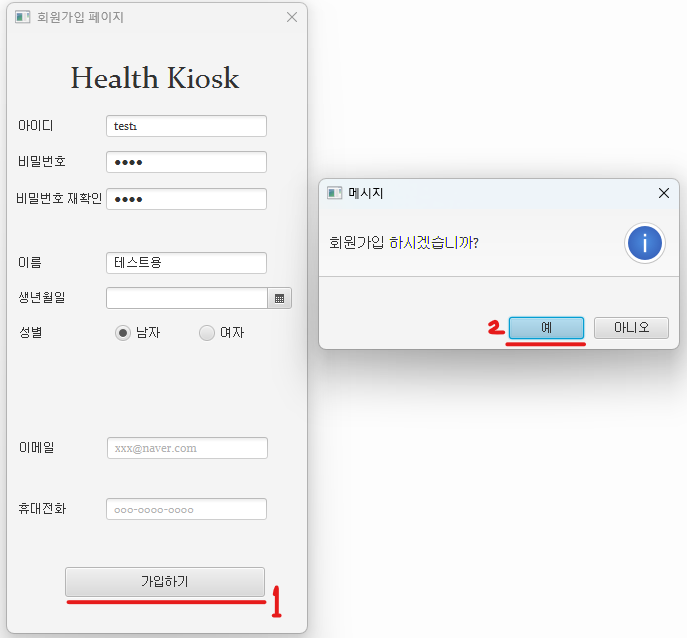 회원가입 페이지
Health Kiosk
아이디 test1
비밀번호 ●●●●
비밀번호 재확인 ●●●●
이름 테스트용
생년월일
성별 남자 여자
이메일 xxx@naver.com
휴대전화 000-0000-0000
가입하기 1
메시지
회원가입 하시겠습니까?
2 예 아니오